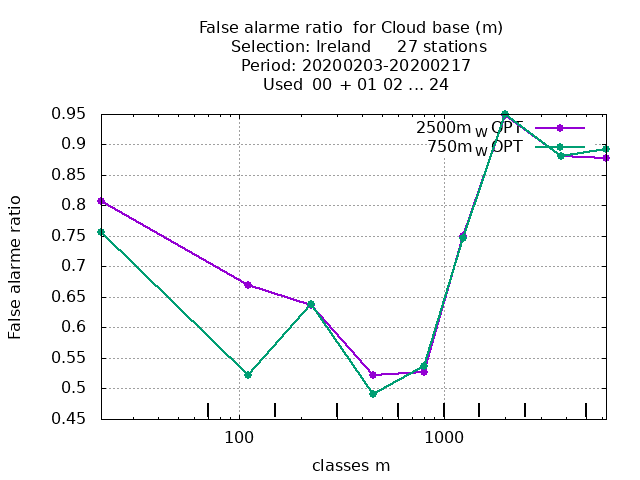 False alarme ratio  for Cloud base (m)
Selection: Ireland     27 stations
Period: 20200203-20200217
Used  00 + 01 02 ... 24
2500m W OPT
750m W OPT
0.95
0.9
0.85
0.8
0.75
0.7
0.65
0.6
0.55
0.5
0.45
False alarme ratio
100 1000
classes m